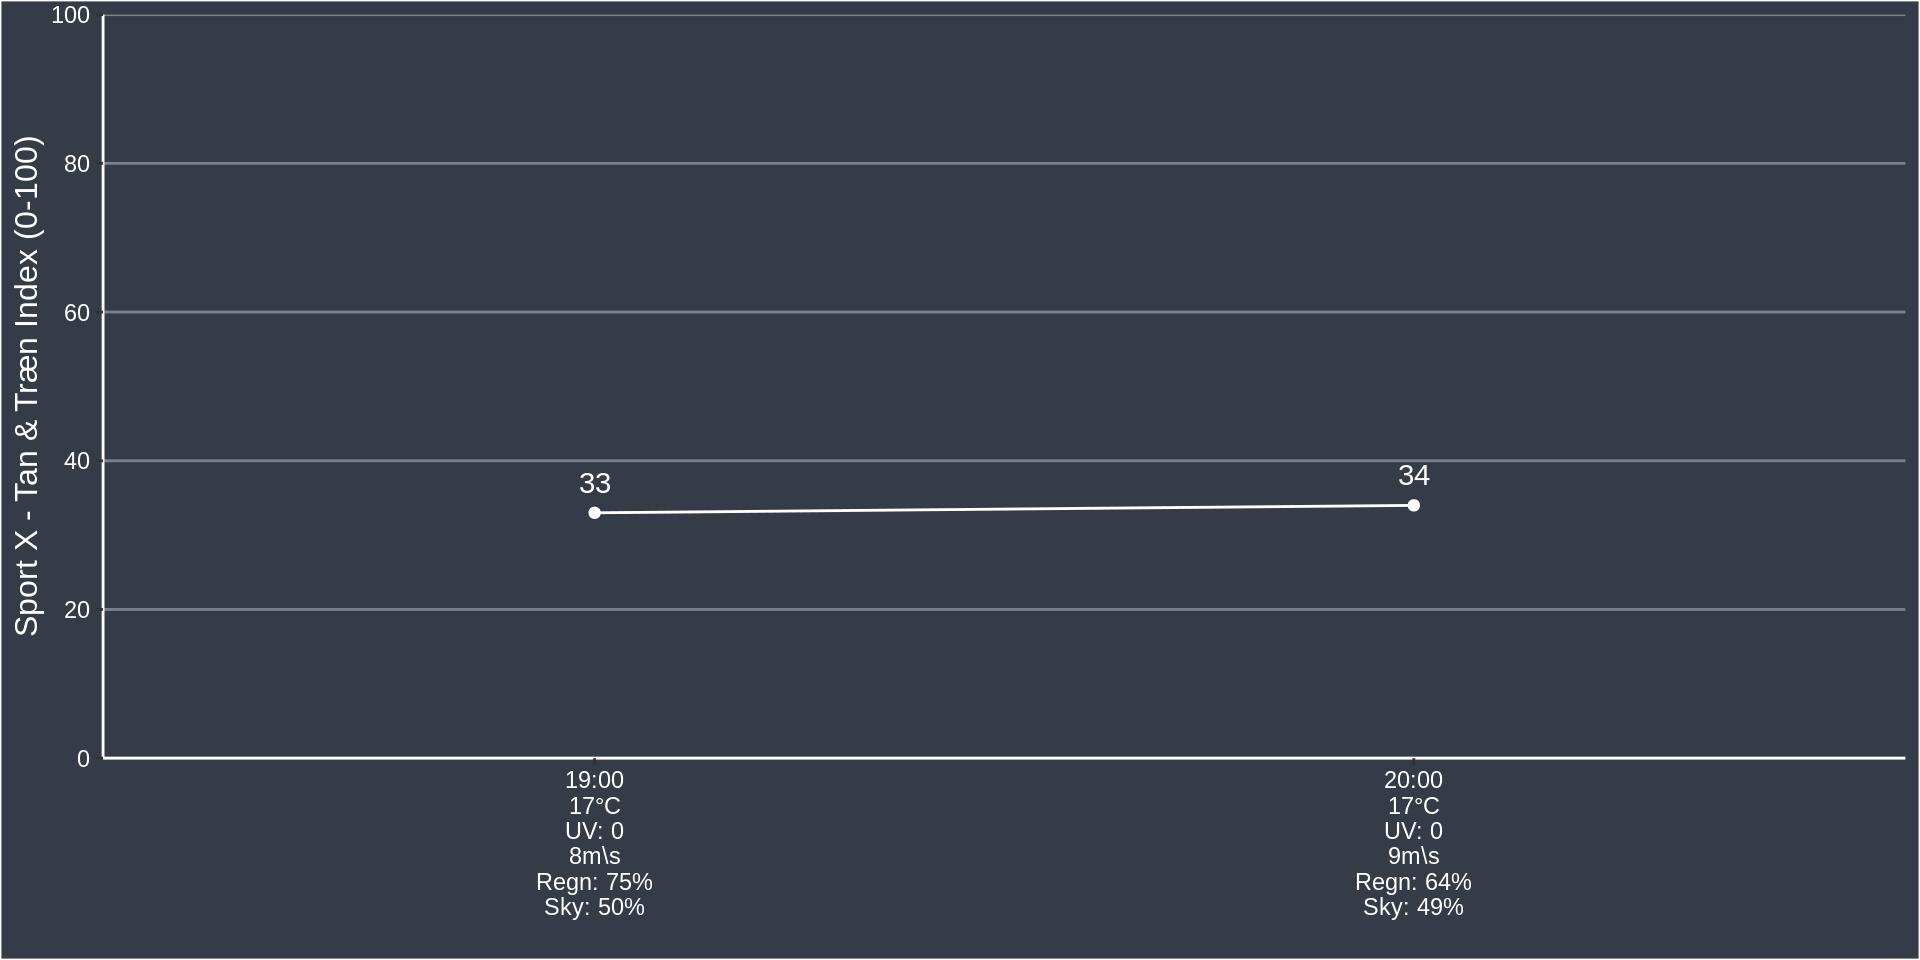 Sport X - Tan & Træn Index (0-100)
100
80
60
40
20
0
33
34
19:00
17°C
UV: 0
8m\s
Regn: 75%
Sky: 50%
20:00
17°C
UV: 0
9m\s
Regn: 64%
Sky: 49%